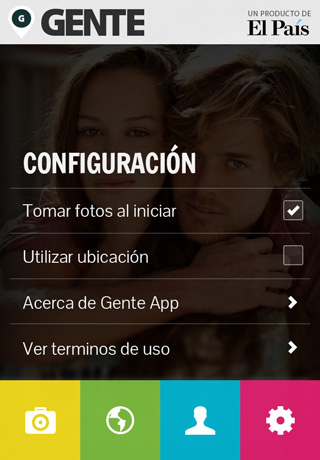 G
GENTE
UN PRODUCTO DE
El País
CONFIGURACIÓN
Tomar fotos al iniciar
Utilizar ubicación
Acerca de Gente App
Ver terminos de uso